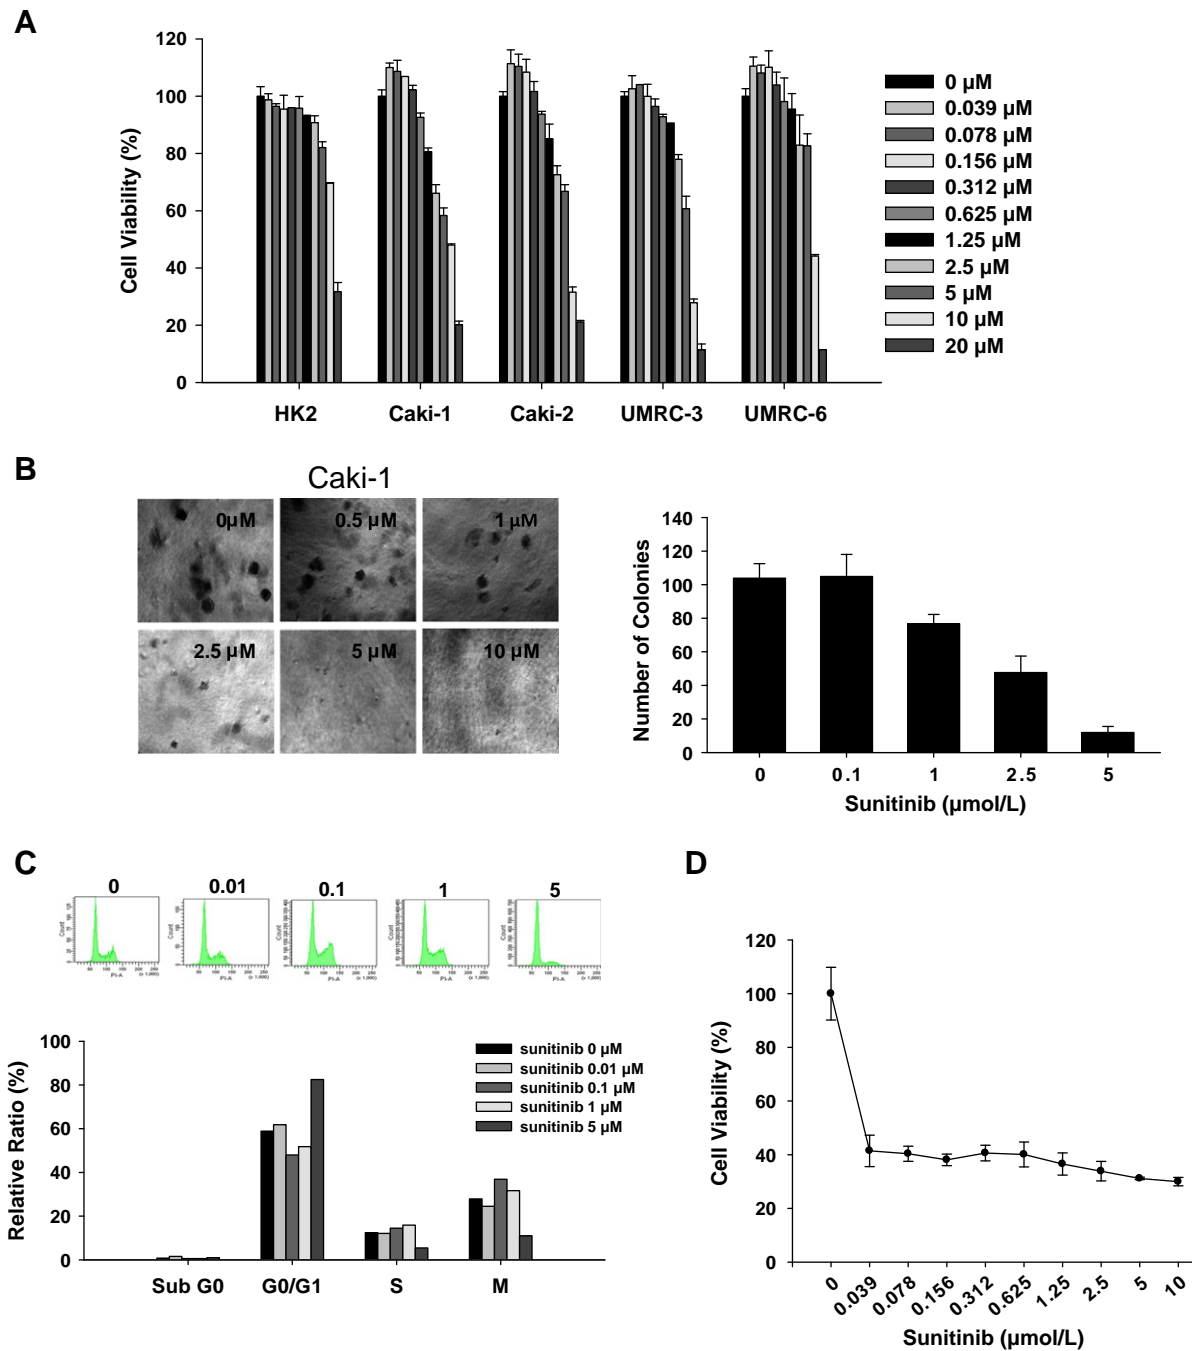 A
120
100
80
60
40
20
0
Cell Viability (%)
HK2 Caki-1 Caki-2 UMRC-3 UMRC-6
0 µM
0.039 µM
0.078 µM
0.156 µM
0.312 µM
0.625 µM
1.25 µM
2.5 µM
5 µM
10 µM
20 µM
B
Caki-1
0µM 0.5 µM 1 µM
2.5 µM 5 µM 10 µM
140
120
100
80
60
40
20
0
Number of Colonies
0 0.1 1 2.5 5
Sunitinib (µmol/L)
C
0 0.01 0.1 1 5
100
80
60
40
20
0
Relative Ratio (%)
sunitinib 0 µM
sunitinib 0.01 µM
sunitinib 0.1 µM
sunitinib 1 µM
sunitinib 5 µM
Sub G0 G0/G1 S M
D
120
100
80
60
40
20
0
Cell Viability (%)
0 0.039 0.078 0.156 0.312 0.625 1.25 2.5 5 10
Sunitinib (µmol/L)